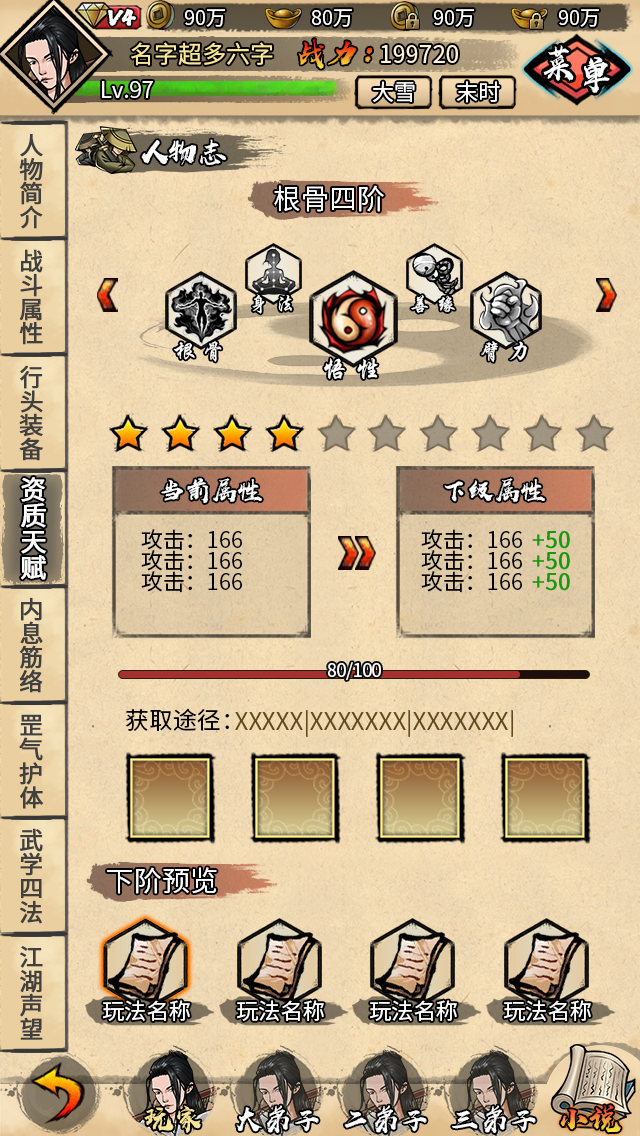 V4 90万 80万 90万 90万
名字超多六字 战力：199720
Lv.97 大雪 末时 菜单
人物志
根骨四阶
根骨 身法 悟性 善缘 臂力
人物简介
战斗属性
行头装备
资质天赋
内息筋络
罡气护体
武学四法
江湖声望
当前属性
攻击：166
攻击：166
攻击：166
下级属性
攻击：166 +50
攻击：166 +50
攻击：166 +50
80/100
获取途径:XXXXX|XXXXXXX|XXXXXXX|
下阶预览
玩法名称 玩法名称 玩法名称 玩法名称
玩家 大弟子 二弟子 三弟子 小说